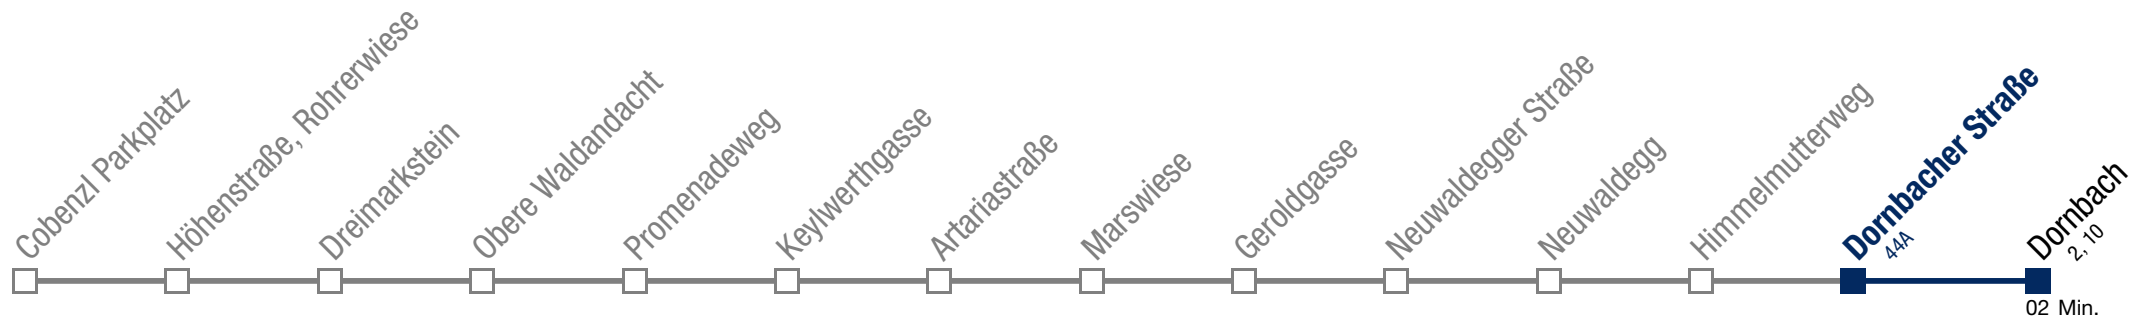 Cobenzl Parkplatz
Höhenstraße, Rohrerwiese
Dreimarkstein
Obere Waldandacht
Promenadeweg
Keylwerthgasse
Artariastraße
Marswiese
Geroldgasse
Neuwaldegger Straße
Neuwaldegg
Himmelmutterweg
Dornbacher Straße
44A
Dornbach
2, 10
02 Min.